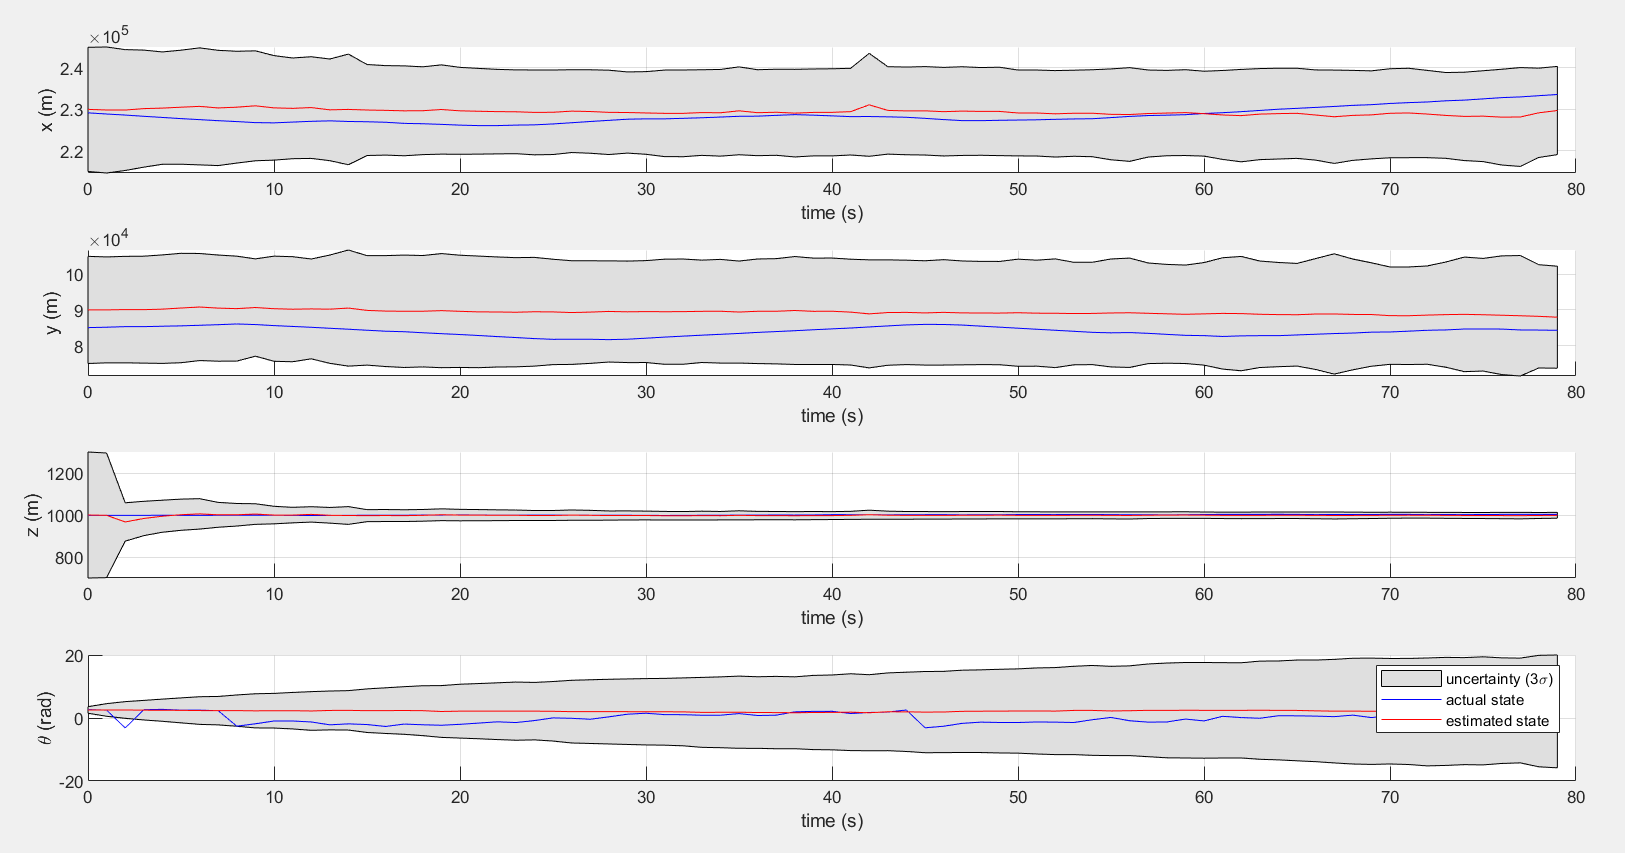 ×10⁵
2.4
2.3
2.2
x (m)
0 10 20 30 40 50 60 70 80
time (s)
×10⁴
10
9
8
y (m)
0 10 20 30 40 50 60 70 80
time (s)
1200
1000
800
z (m)
0 10 20 30 40 50 60 70 80
time (s)
20
0
-20
θ (rad)
uncertainty (3σ)
actual state
estimated state
0 10 20 30 40 50 60 70 80
time (s)